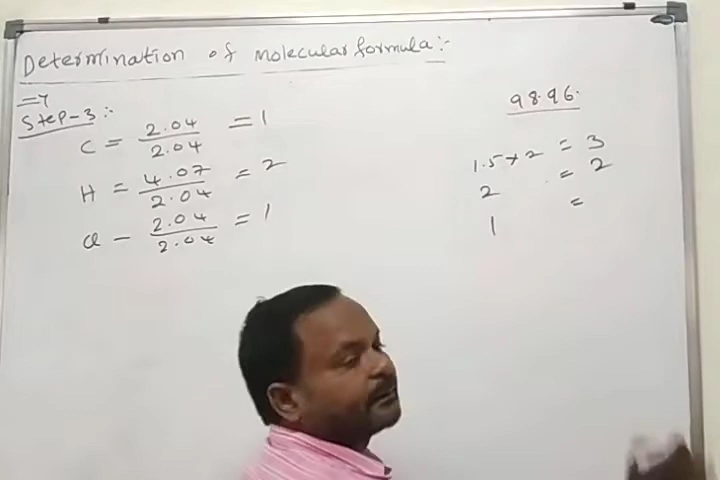 Determination of molecular formula:-
=>
Step-3:-
C = 2.04/2.04 = 1
H = 4.07/2.04 = 2
Cl - 2.04/2.04 = 1
98.96.
1.5 x 2 = 3
2 = 2
1 =